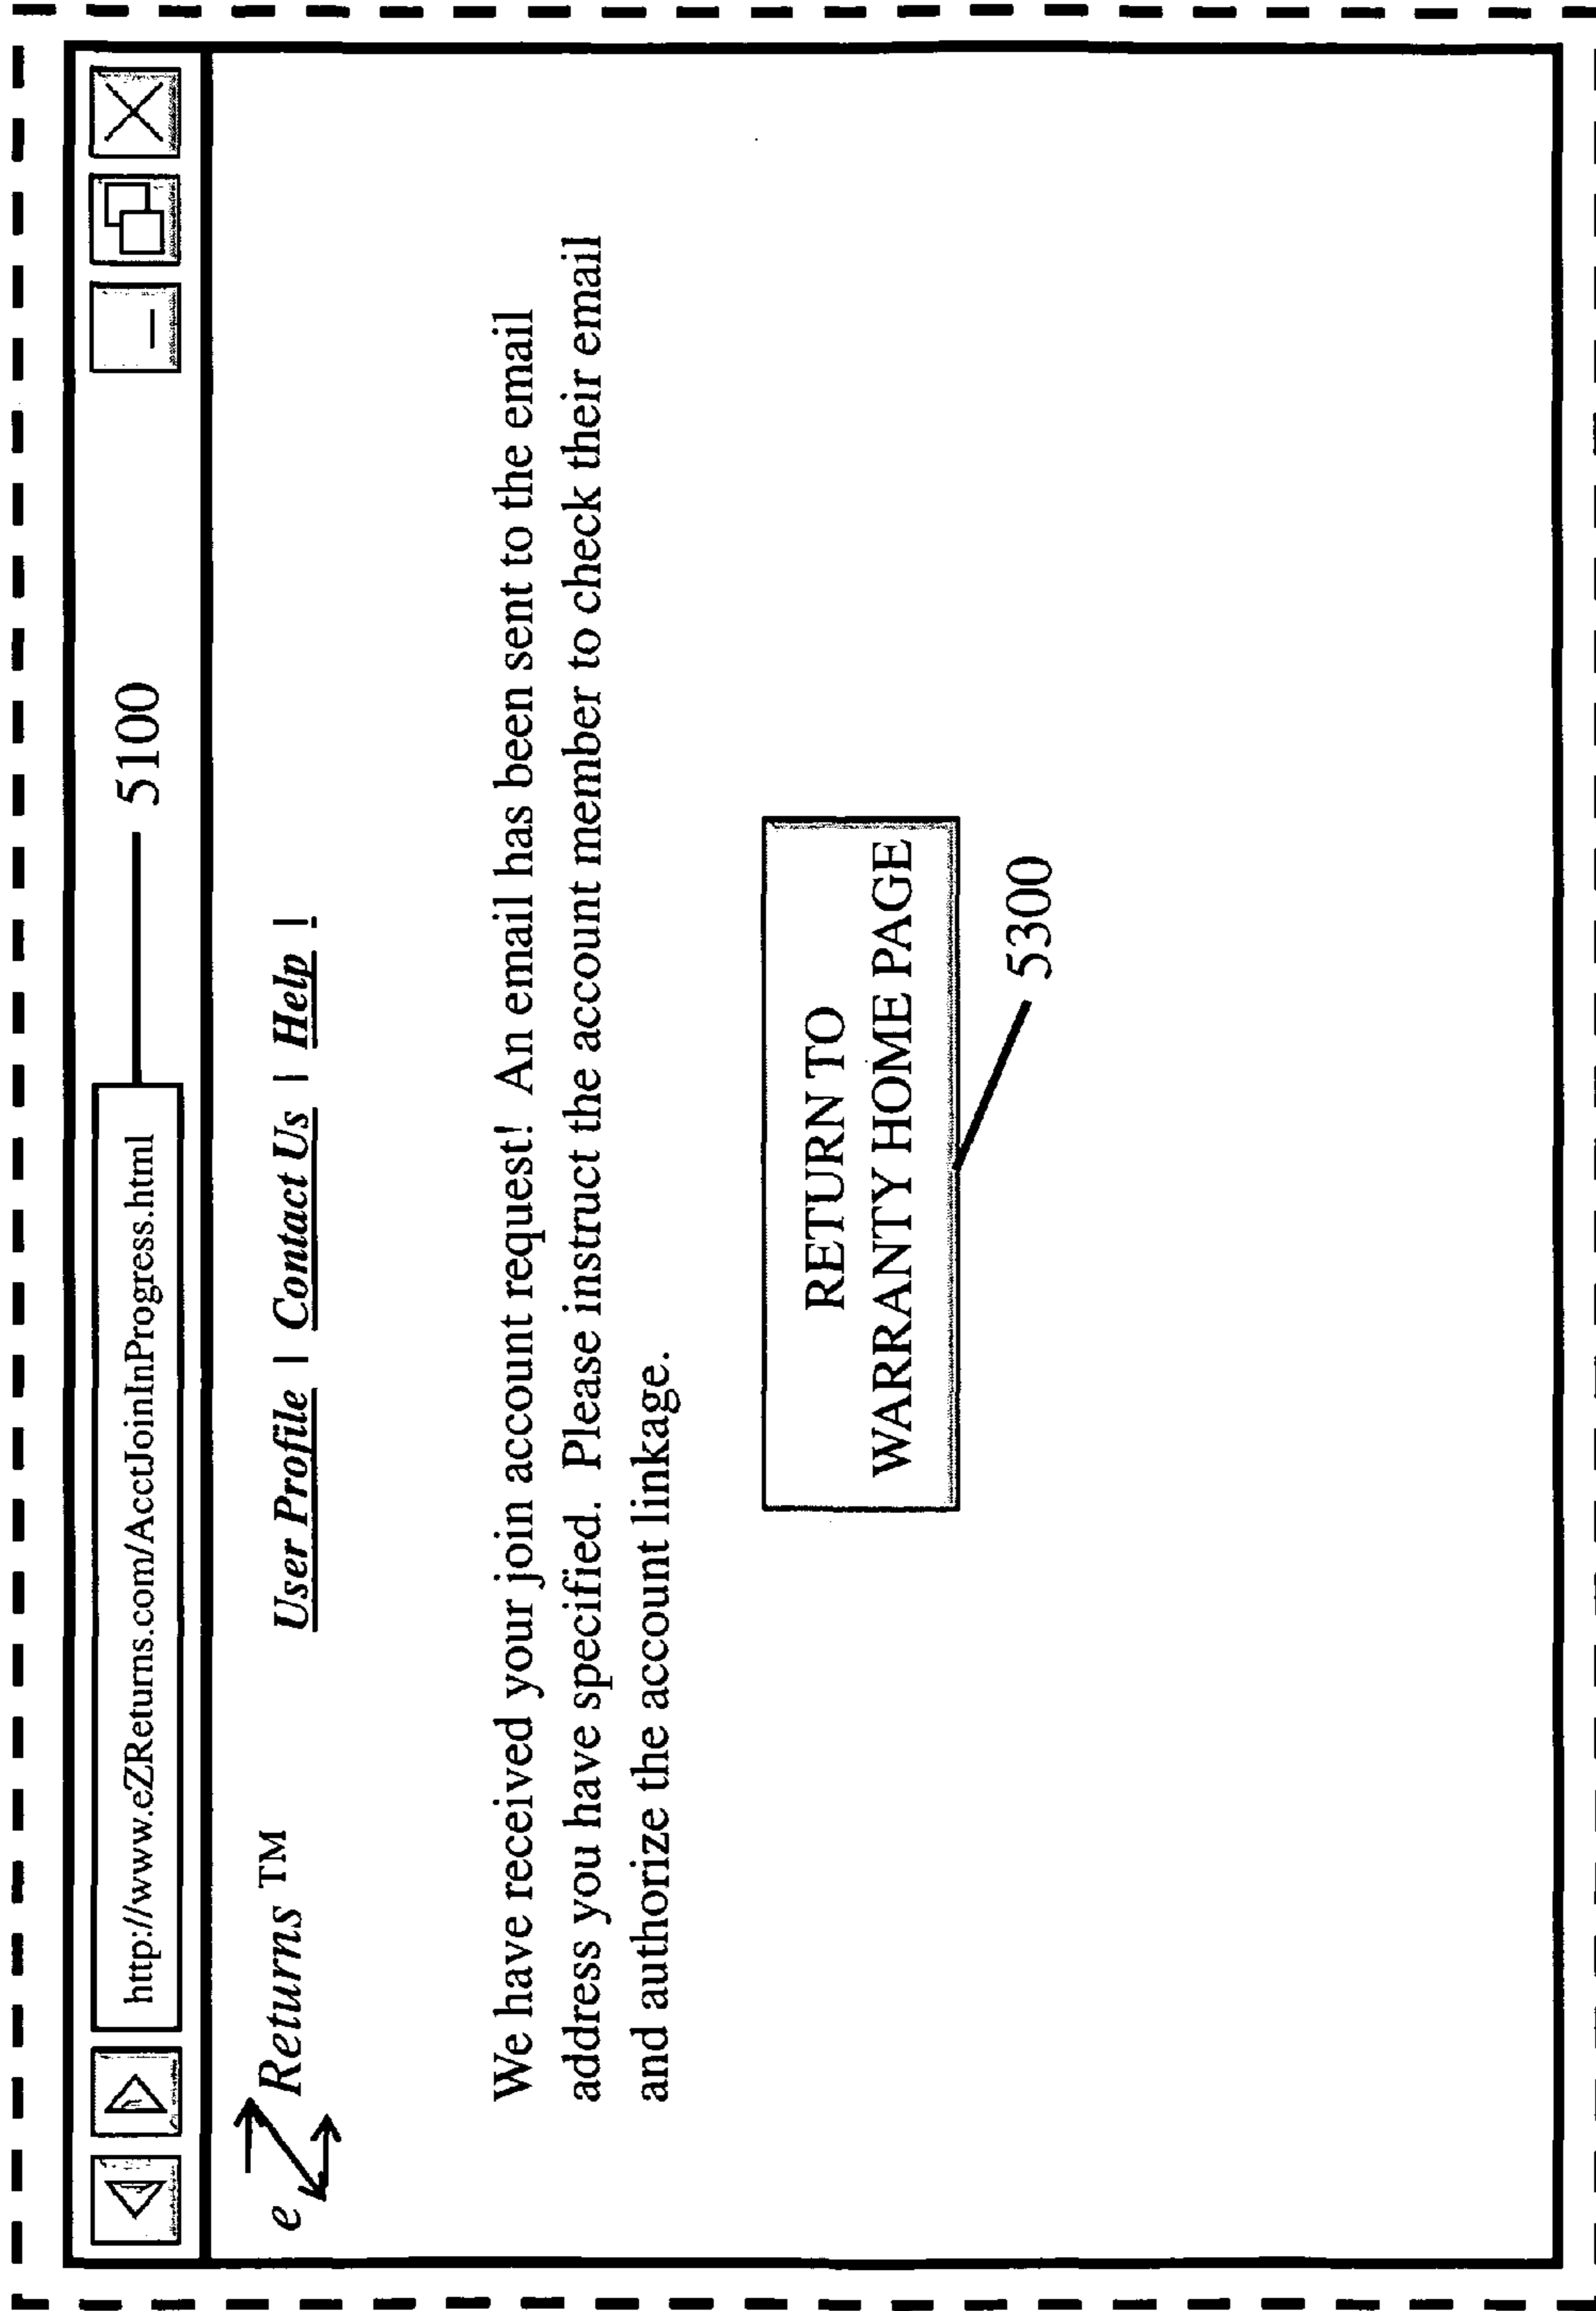 http://www.eZReturns.com/AcctJoinInProgress.html
5100
eZReturns™
User Profile | Contact Us | Help |
We have received your join account request! An email has been sent to the email
address you have specified. Please instruct the account member to check their email
and authorize the account linkage.
RETURN TO
WARRANTY HOME PAGE
5300